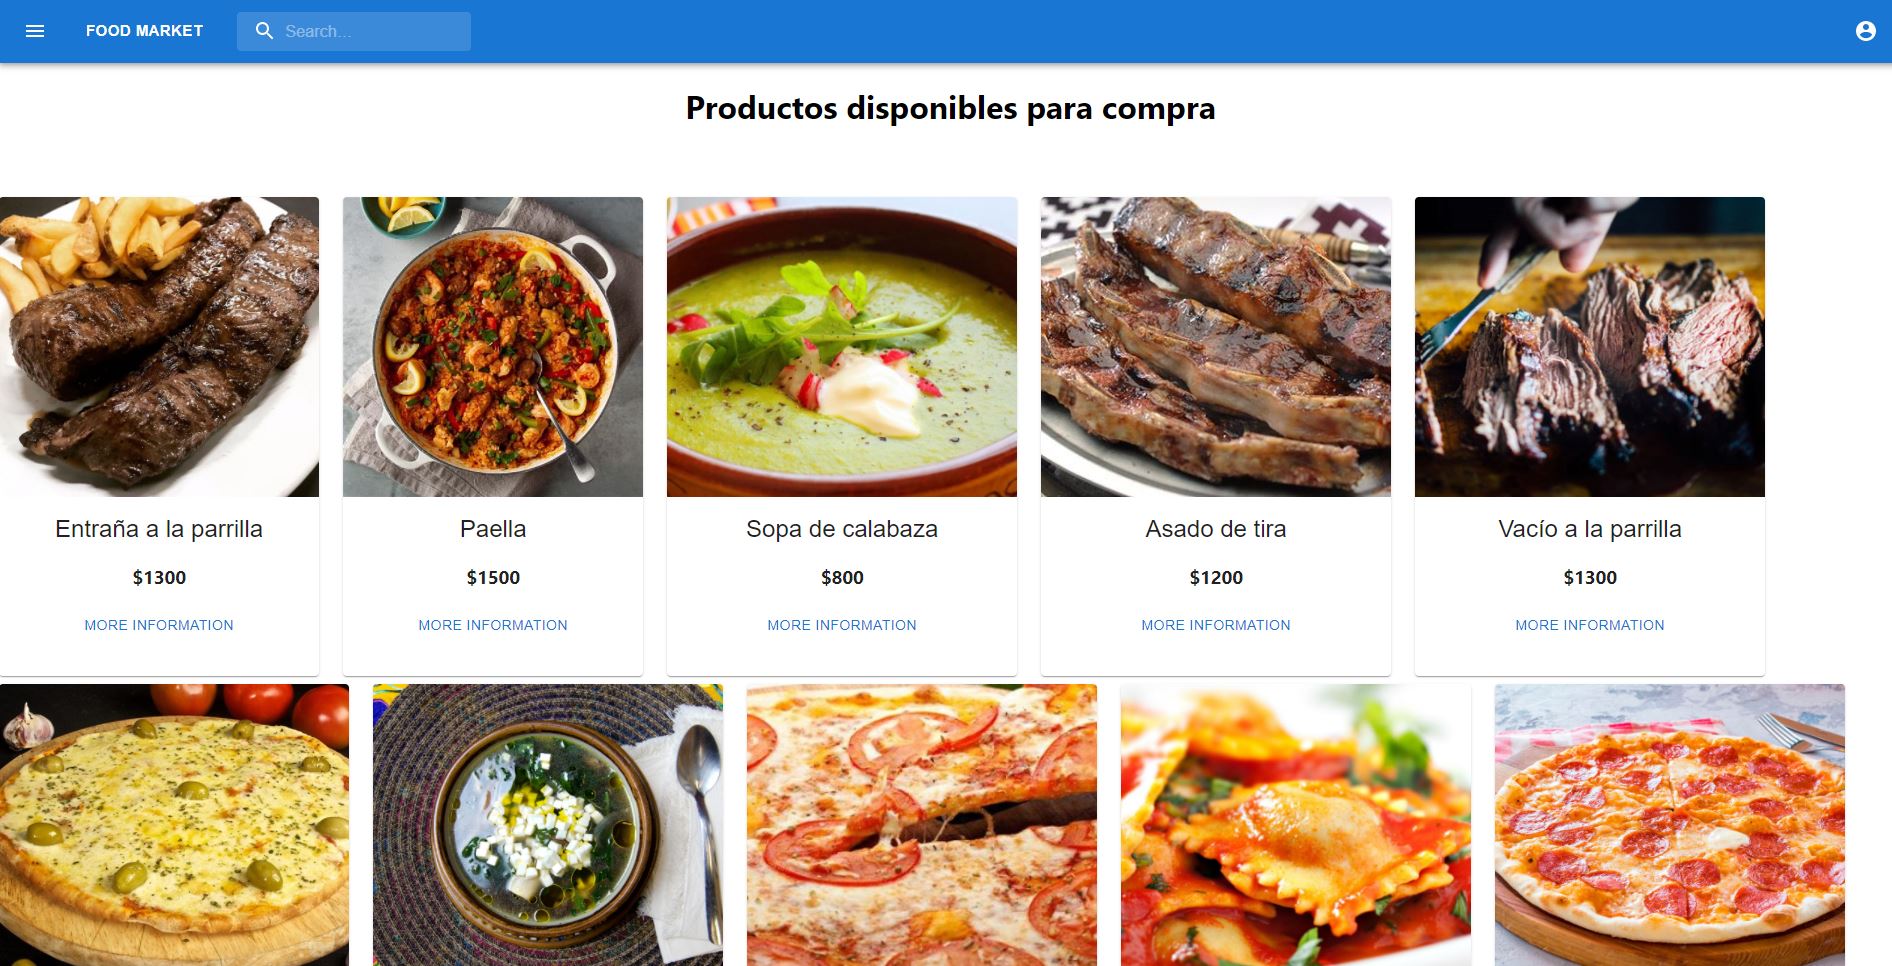 FOOD MARKET
Search...
Productos disponibles para compra
Entraña a la parrilla
$1300
MORE INFORMATION
Paella
$1500
MORE INFORMATION
Sopa de calabaza
$800
MORE INFORMATION
Asado de tira
$1200
MORE INFORMATION
Vacío a la parrilla
$1300
MORE INFORMATION